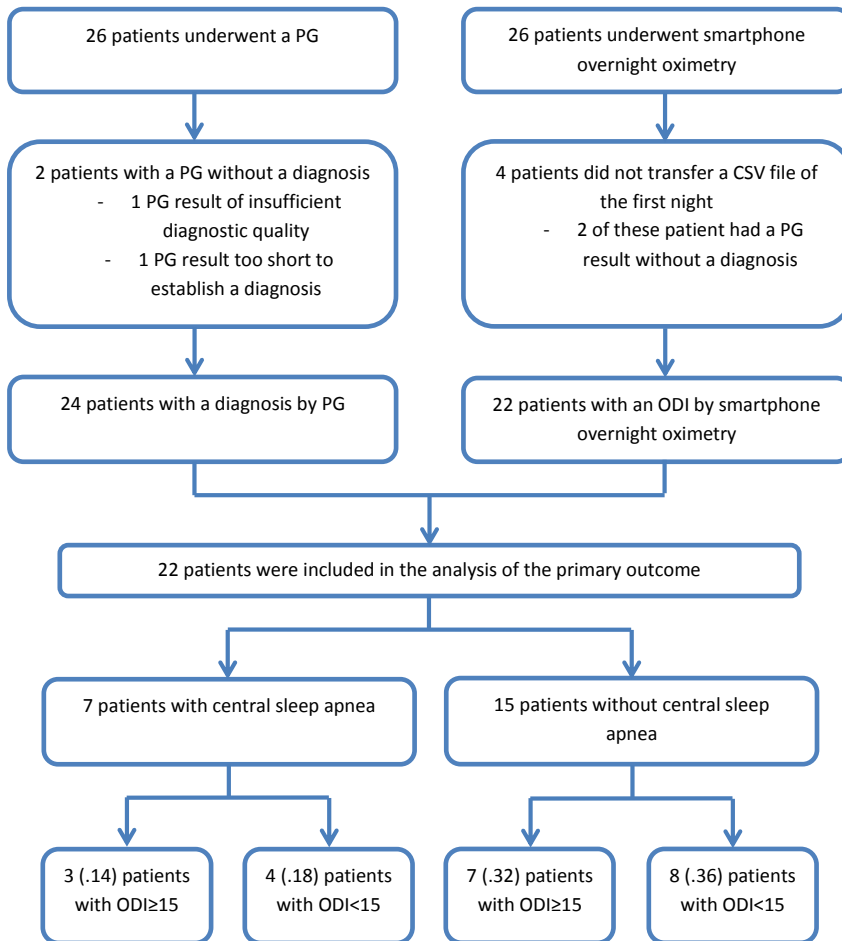 26 patients underwent a PG
26 patients underwent smartphone
overnight oximetry
2 patients with a PG without a diagnosis
- 1 PG result of insufficient
diagnostic quality
- 1 PG result too short to
establish a diagnosis
4 patients did not transfer a CSV file of
the first night
- 2 of these patient had a PG
result without a diagnosis
24 patients with a diagnosis by PG
22 patients with an ODI by smartphone
overnight oximetry
22 patients were included in the analysis of the primary outcome
7 patients with central sleep apnea
15 patients without central sleep
apnea
3 (.14) patients
with ODI≥15
4 (.18) patients
with ODI<15
7 (.32) patients
with ODI≥15
8 (.36) patients
with ODI<15